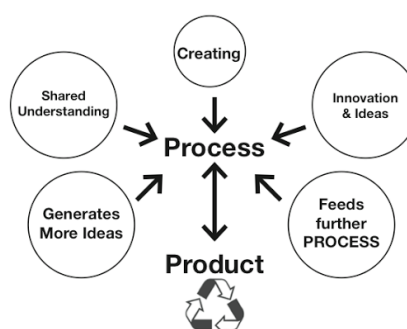 Creating
Shared
Understanding
Innovation
& Ideas
Process
Generates
More Ideas
Feeds
further
PROCESS
Product